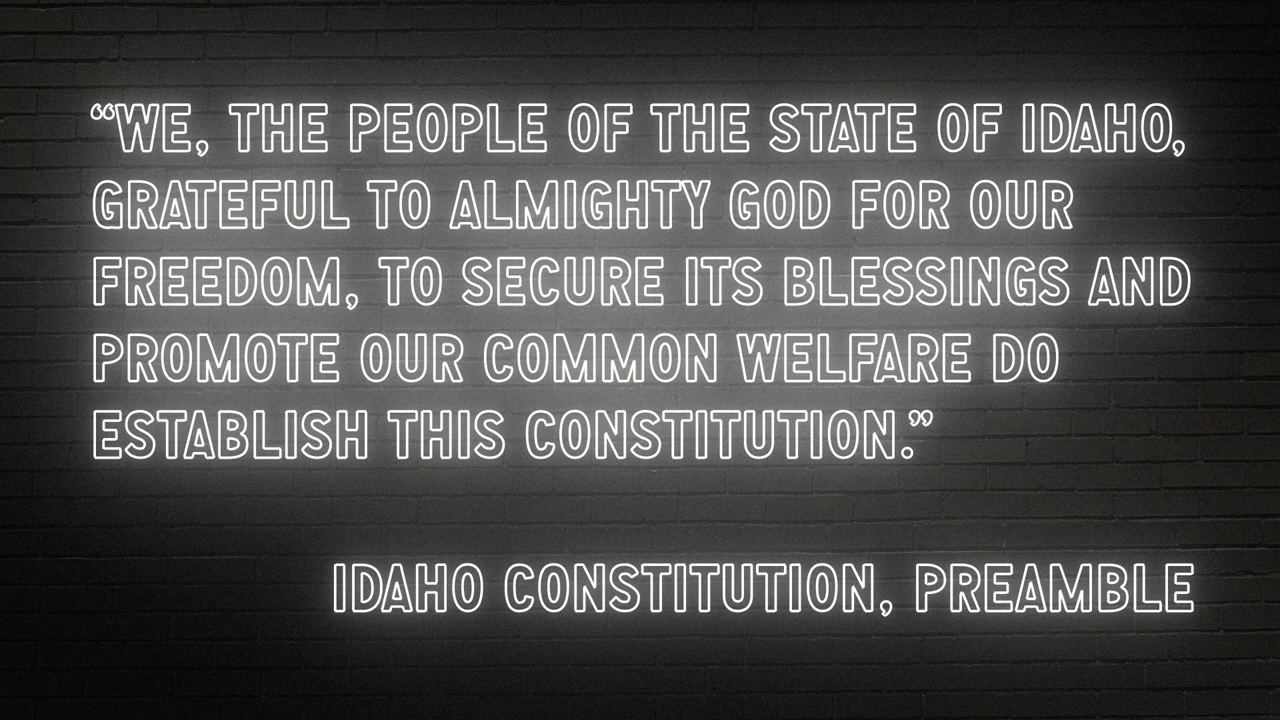 “WE, THE PEOPLE OF THE STATE OF IDAHO,
GRATEFUL TO ALMIGHTY GOD FOR OUR
FREEDOM, TO SECURE ITS BLESSINGS AND
PROMOTE OUR COMMON WELFARE DO
ESTABLISH THIS CONSTITUTION.”
IDAHO CONSTITUTION, PREAMBLE